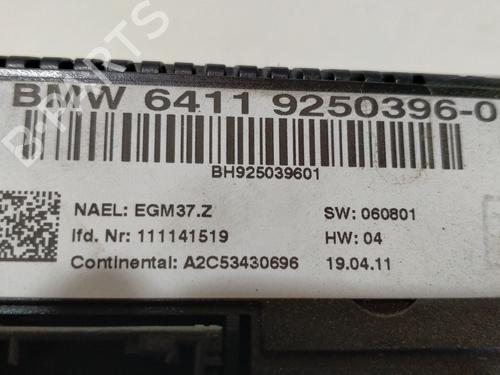 BMW 6411 9250396-0
BH925039601
NAEL: EGM37.Z
SW: 060801
lfd. Nr: 111141519
HW: 04
Continental: A2C53430696
19.04.11
B-PARTS